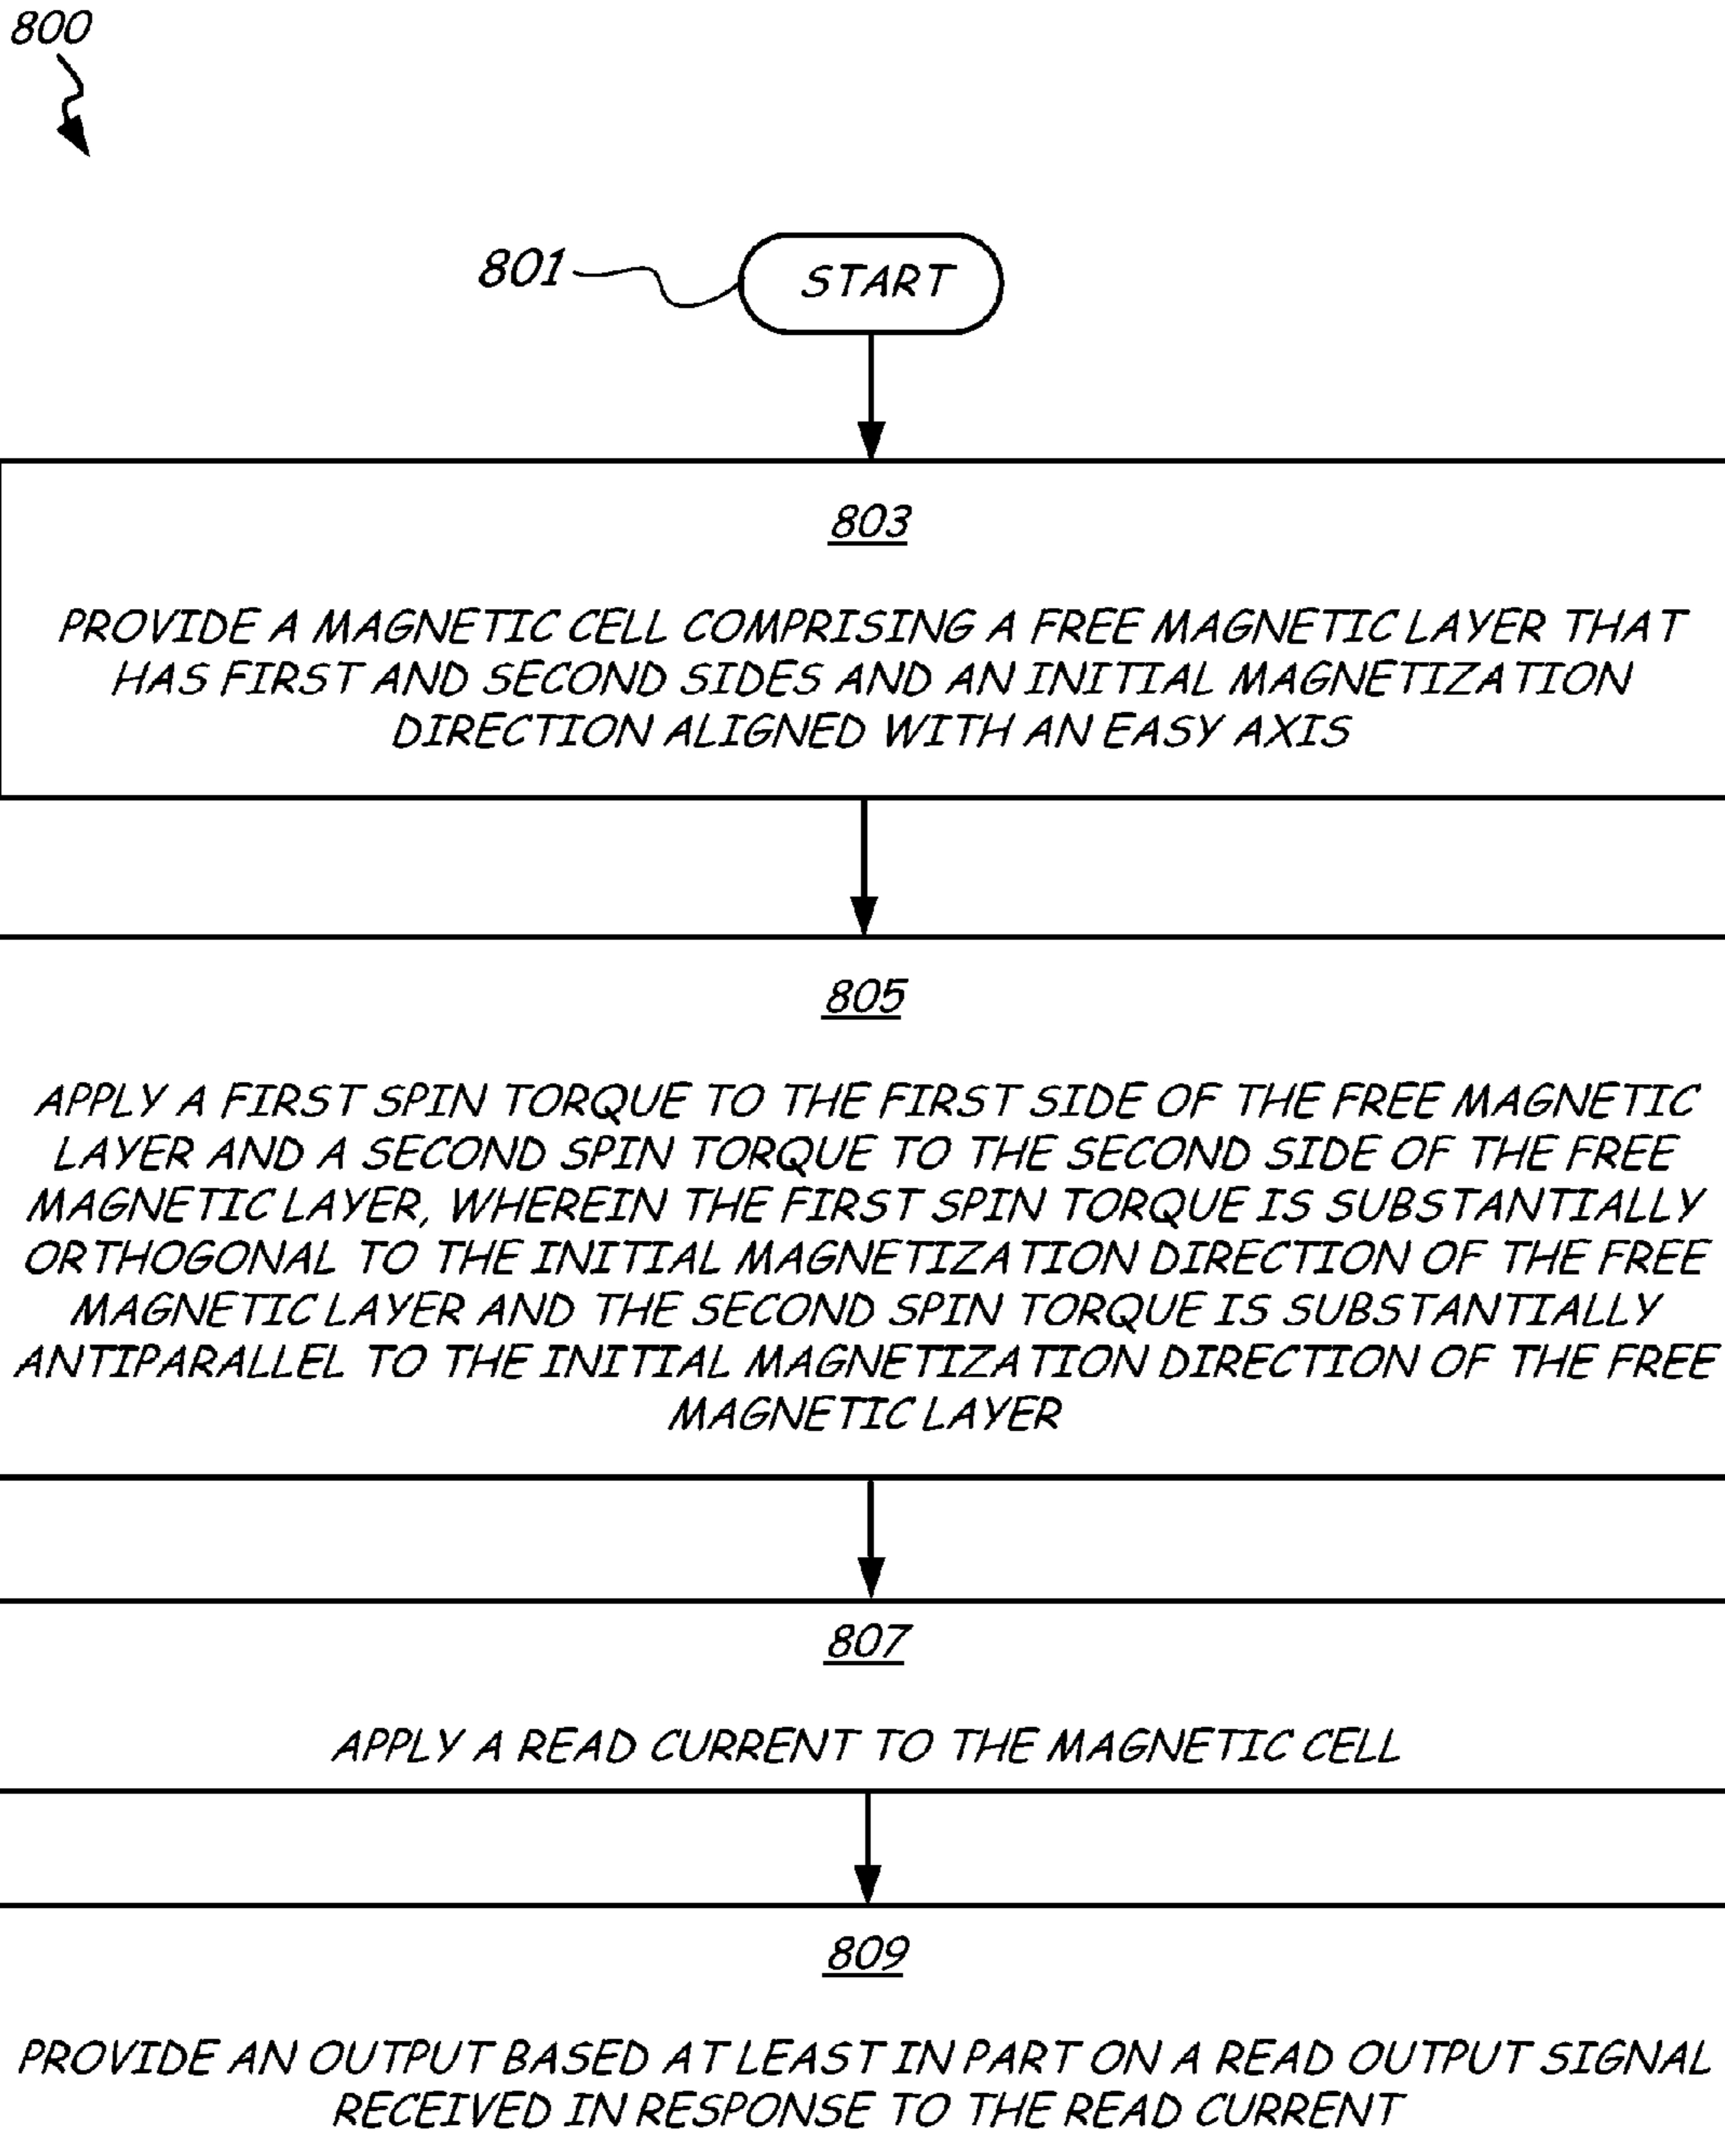 800
801
START
803
PROVIDE A MAGNETIC CELL COMPRISING A FREE MAGNETIC LAYER THAT
HAS FIRST AND SECOND SIDES AND AN INITIAL MAGNETIZATION
DIRECTION ALIGNED WITH AN EASY AXIS
805
APPLY A FIRST SPIN TORQUE TO THE FIRST SIDE OF THE FREE MAGNETIC
LAYER AND A SECOND SPIN TORQUE TO THE SECOND SIDE OF THE FREE
MAGNETIC LAYER, WHEREIN THE FIRST SPIN TORQUE IS SUBSTANTIALLY
ORTHOGONAL TO THE INITIAL MAGNETIZATION DIRECTION OF THE FREE
MAGNETIC LAYER AND THE SECOND SPIN TORQUE IS SUBSTANTIALLY
ANTIPARALLEL TO THE INITIAL MAGNETIZATION DIRECTION OF THE FREE
MAGNETIC LAYER
807
APPLY A READ CURRENT TO THE MAGNETIC CELL
809
PROVIDE AN OUTPUT BASED AT LEAST IN PART ON A READ OUTPUT SIGNAL
RECEIVED IN RESPONSE TO THE READ CURRENT